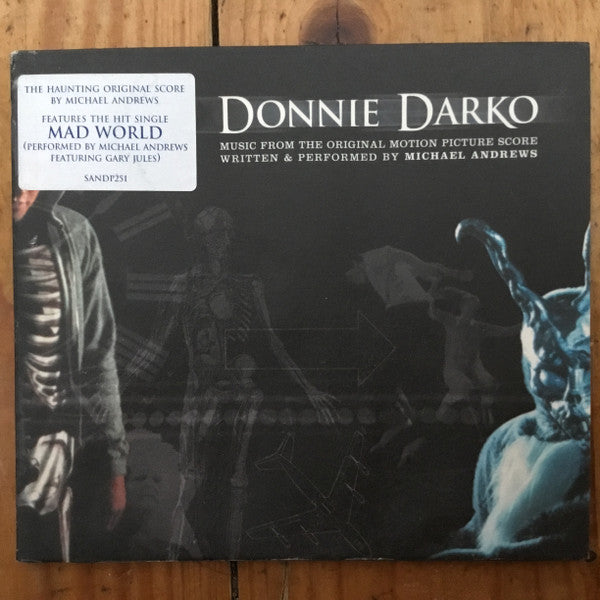 THE HAUNTING ORIGINAL SCORE
BY MICHAEL ANDREWS
FEATURES THE HIT SINGLE
MAD WORLD
(PERFORMED BY MICHAEL ANDREWS
FEATURING GARY JULES)
SANDP251
DONNIE DARKO
MUSIC FROM THE ORIGINAL MOTION PICTURE SCORE
WRITTEN & PERFORMED BY MICHAEL ANDREWS